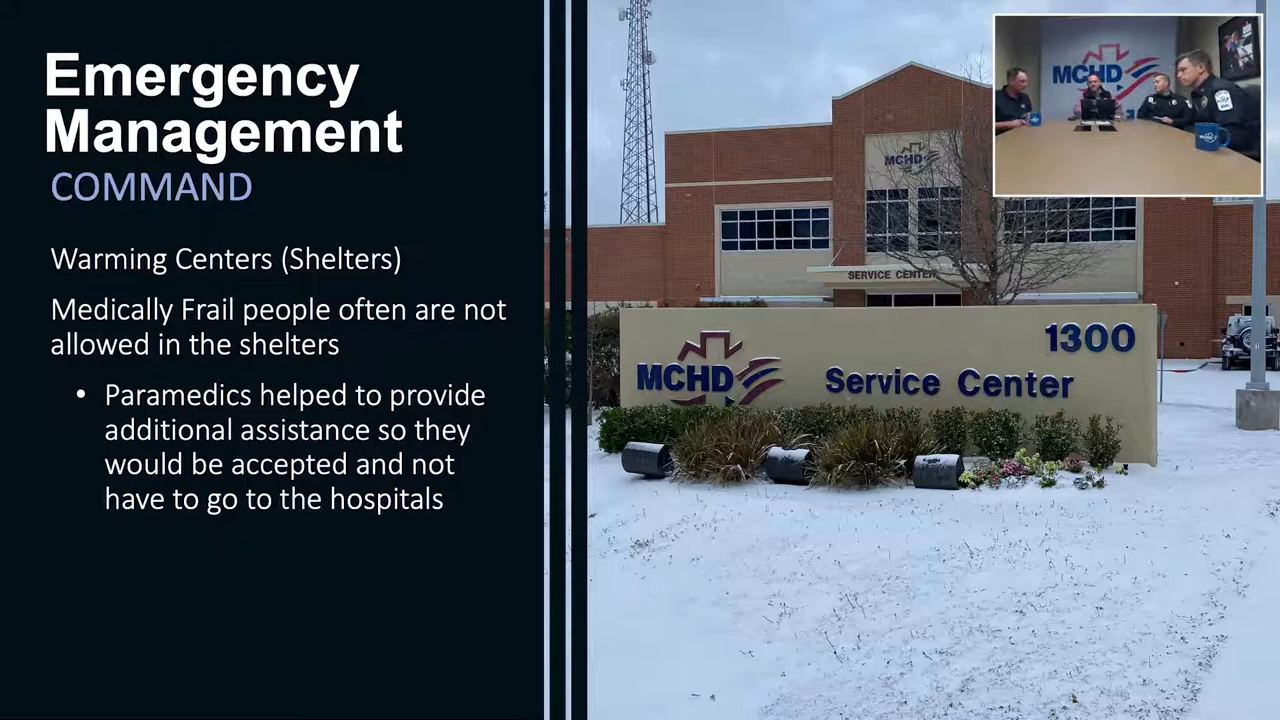 Emergency
Management
COMMAND
Warming Centers (Shelters)
Medically Frail people often are not
allowed in the shelters
• Paramedics helped to provide
additional assistance so they
would be accepted and not
have to go to the hospitals
MCHD
MCHD
SERVICE CENTER
1300
MCHD
Service Center